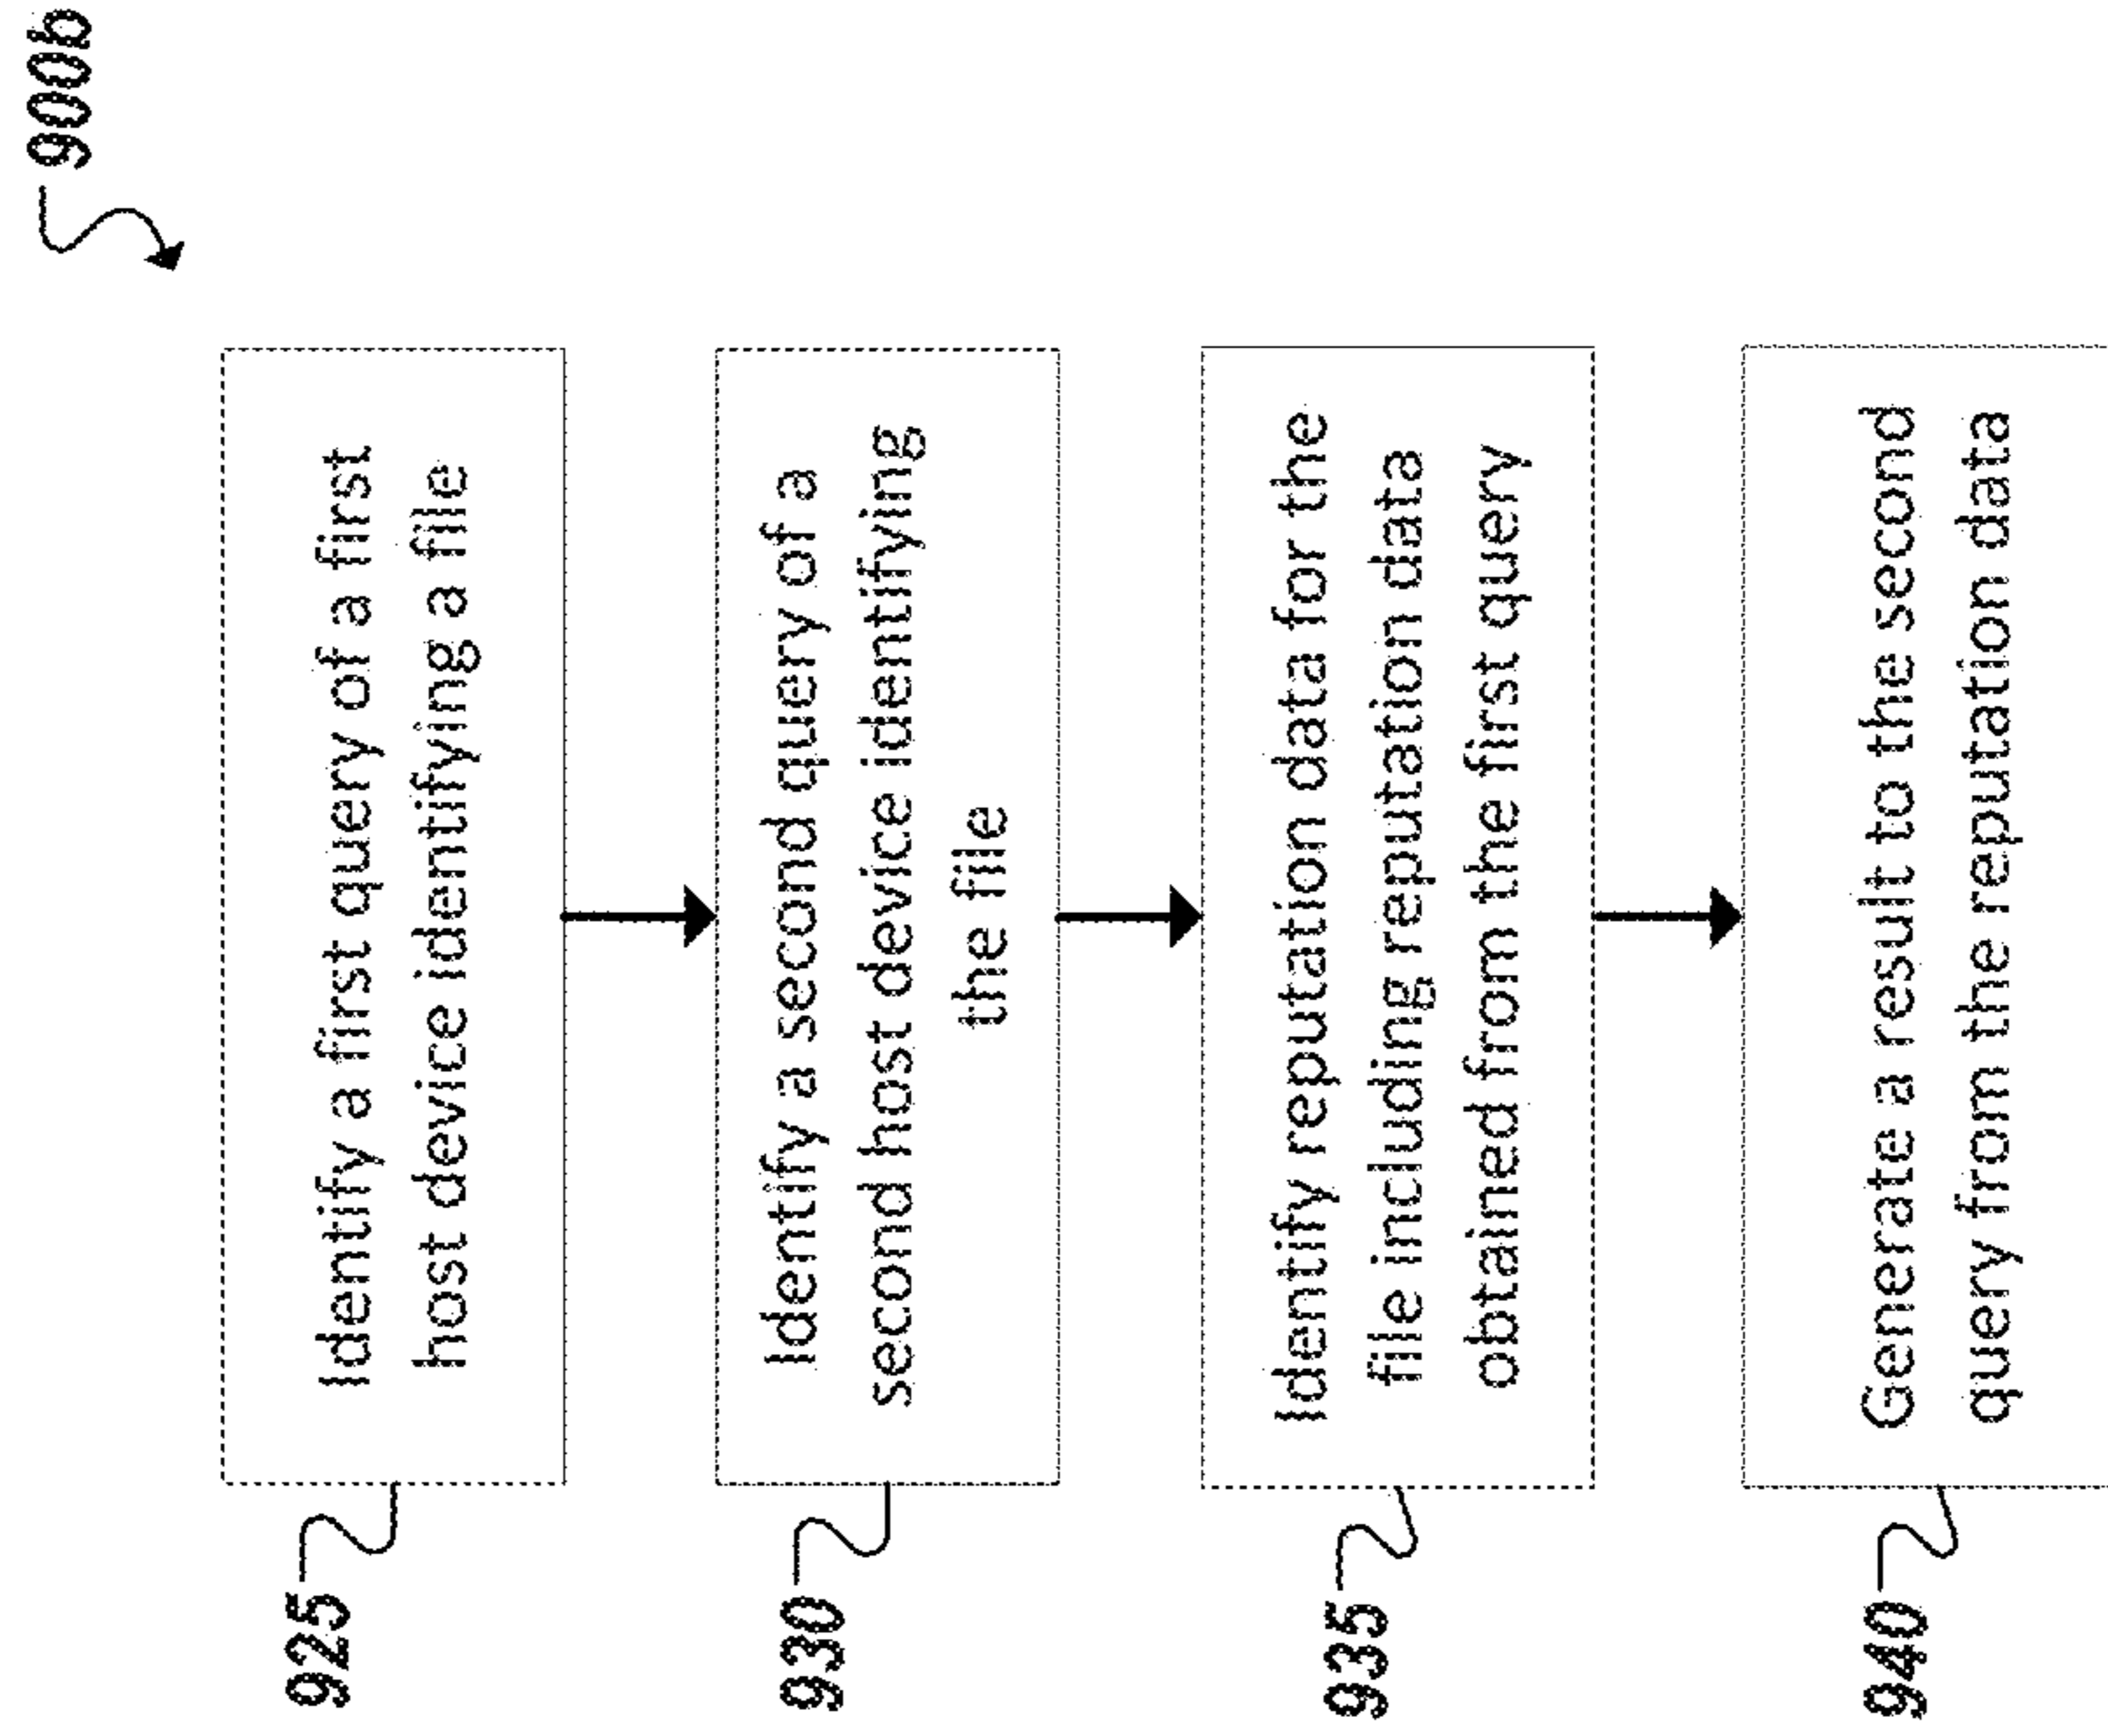 900b
925
Identify a first query of a first
host device identifying a file
930
Identify a second query of a
second host device identifying
the file
935
Identify reputation data for the
file including reputation data
obtained from the first query
940
Generate a result to the second
query from the reputation data